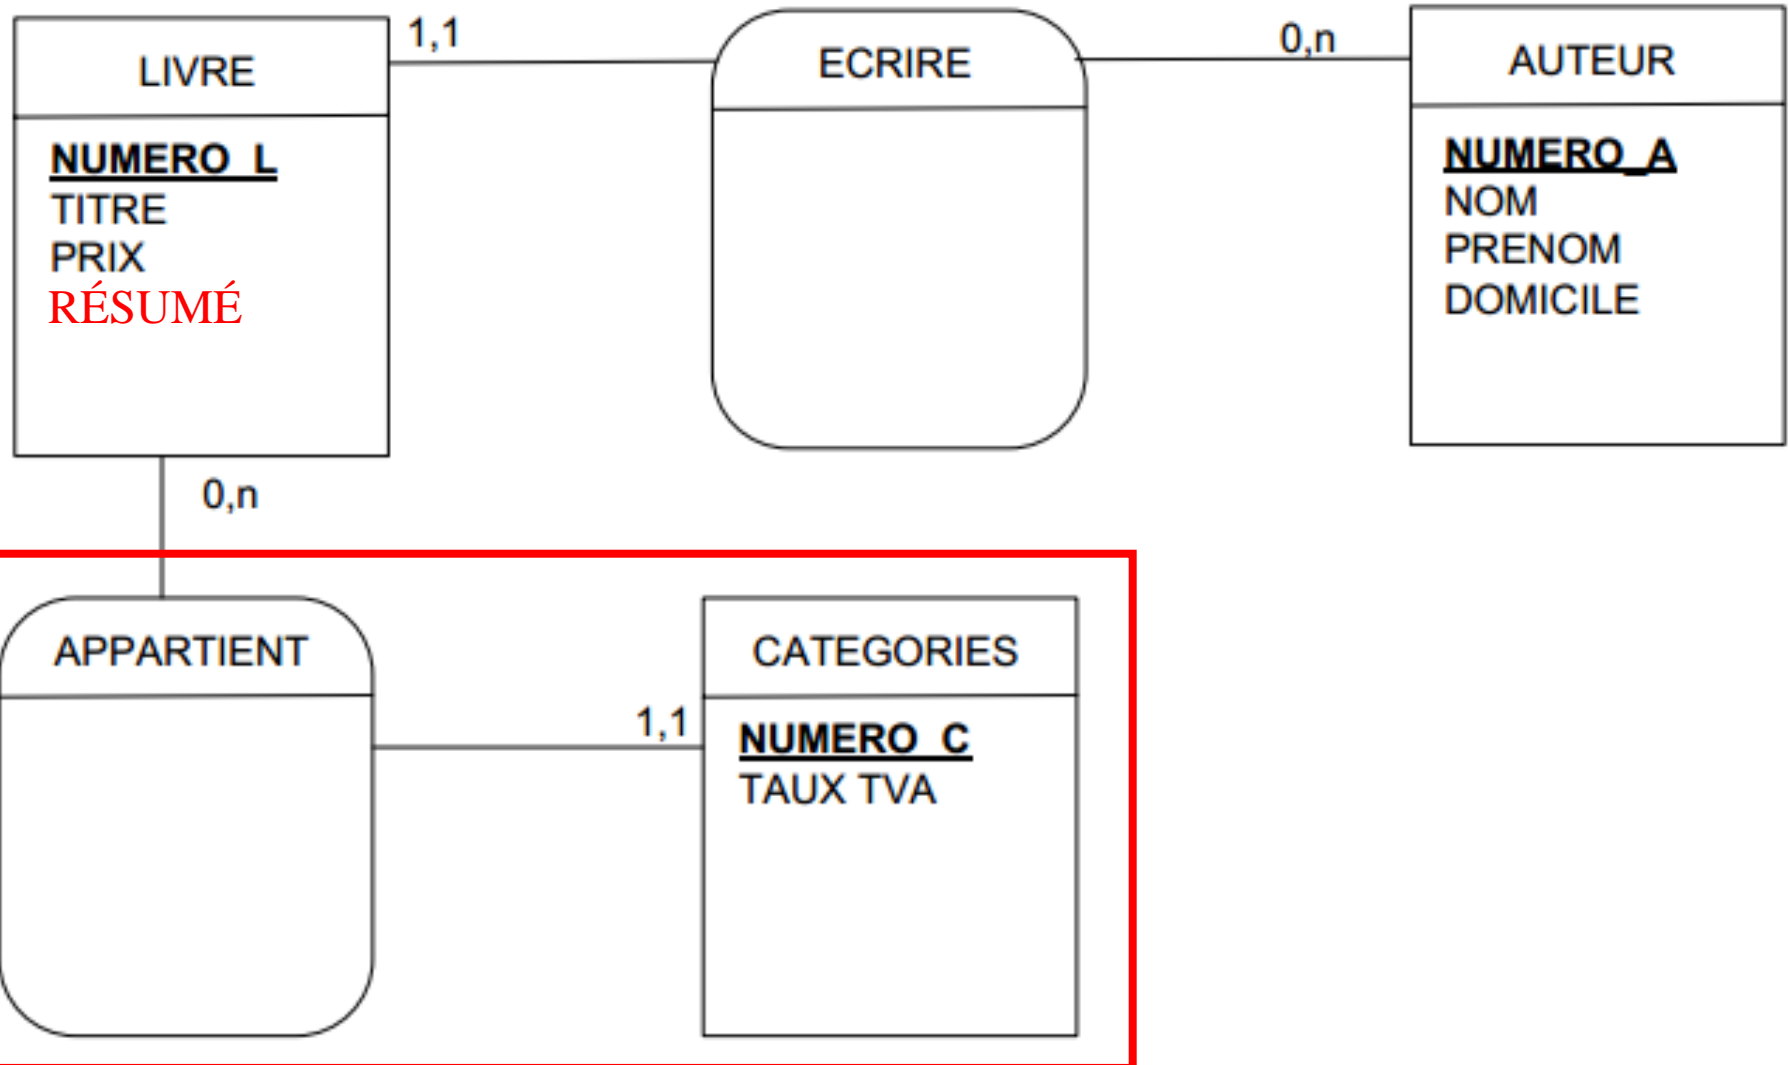 LIVRE
1,1
ECRIRE
0,n
AUTEUR
NUMERO_L
TITRE
PRIX
RÉSUMÉ
NUMERO_A
NOM
PRENOM
DOMICILE
0,n
APPARTIENT
1,1
CATEGORIES
NUMERO_C
TAUX TVA